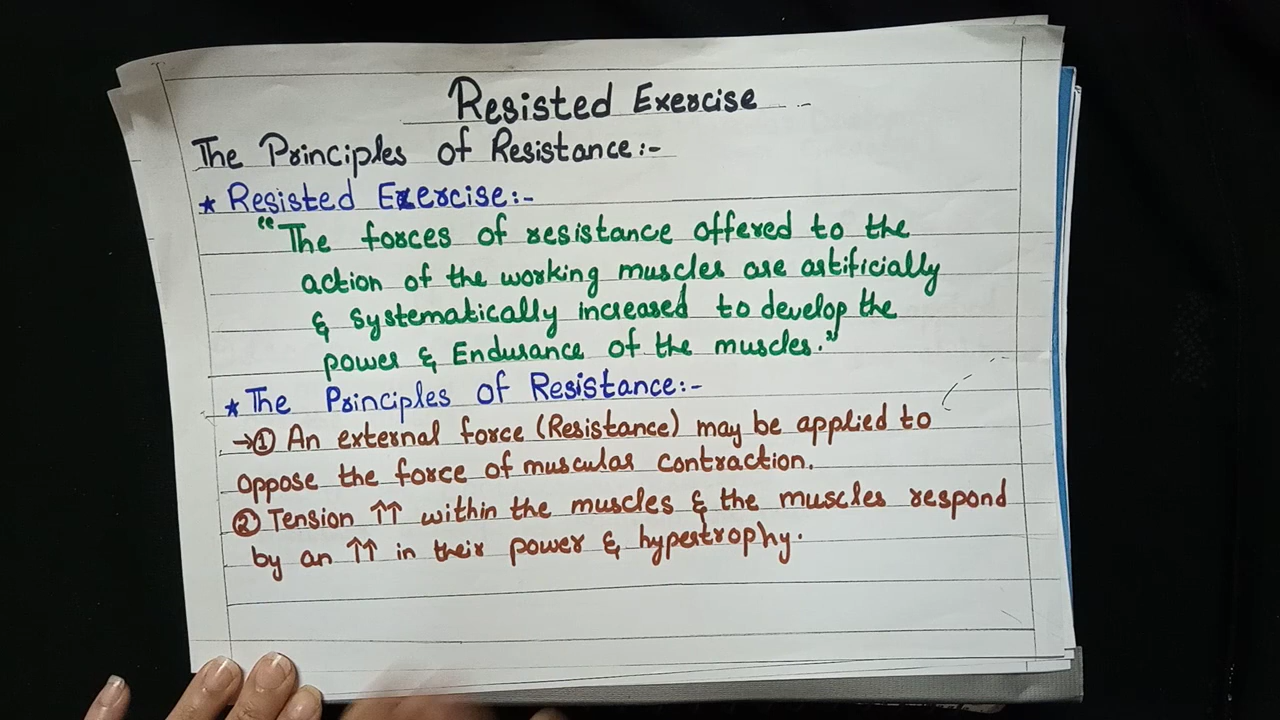 Resisted Exercise
The Principles of Resistance:-
* Resisted Exercise:-
"The forces of resistance offered to the
action of the working muscles are artificially
& Systematically increased to develop the
power & Endurance of the muscles."
* The Principles of Resistance:-
→① An external force (Resistance) may be applied to
oppose the force of muscular contraction.
② Tension ↑↑ within the muscles & the muscles respond
by an ↑↑ in their power & hypertrophy.